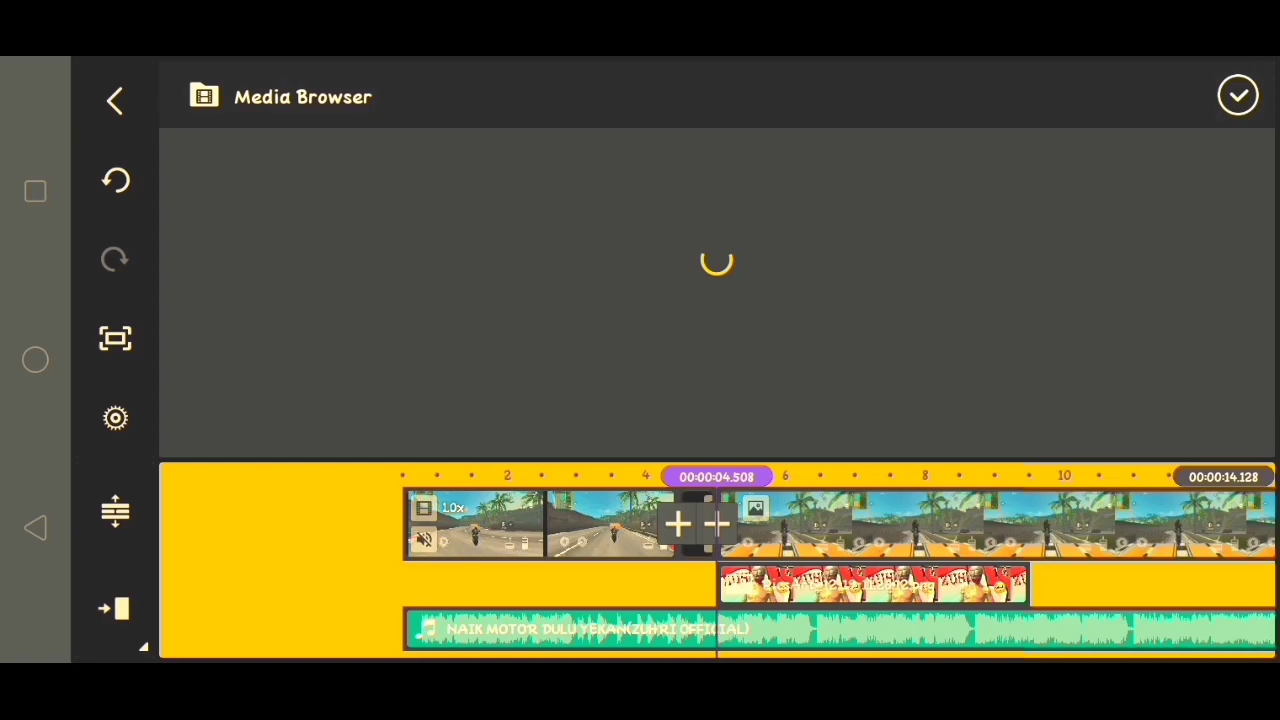 Media Browser
2 4 00:00:04.508 6 8 10 00:00:14.128
1.0x
NAIK MOTOR DULU YEKAN(ZUHRI OFFICIAL)